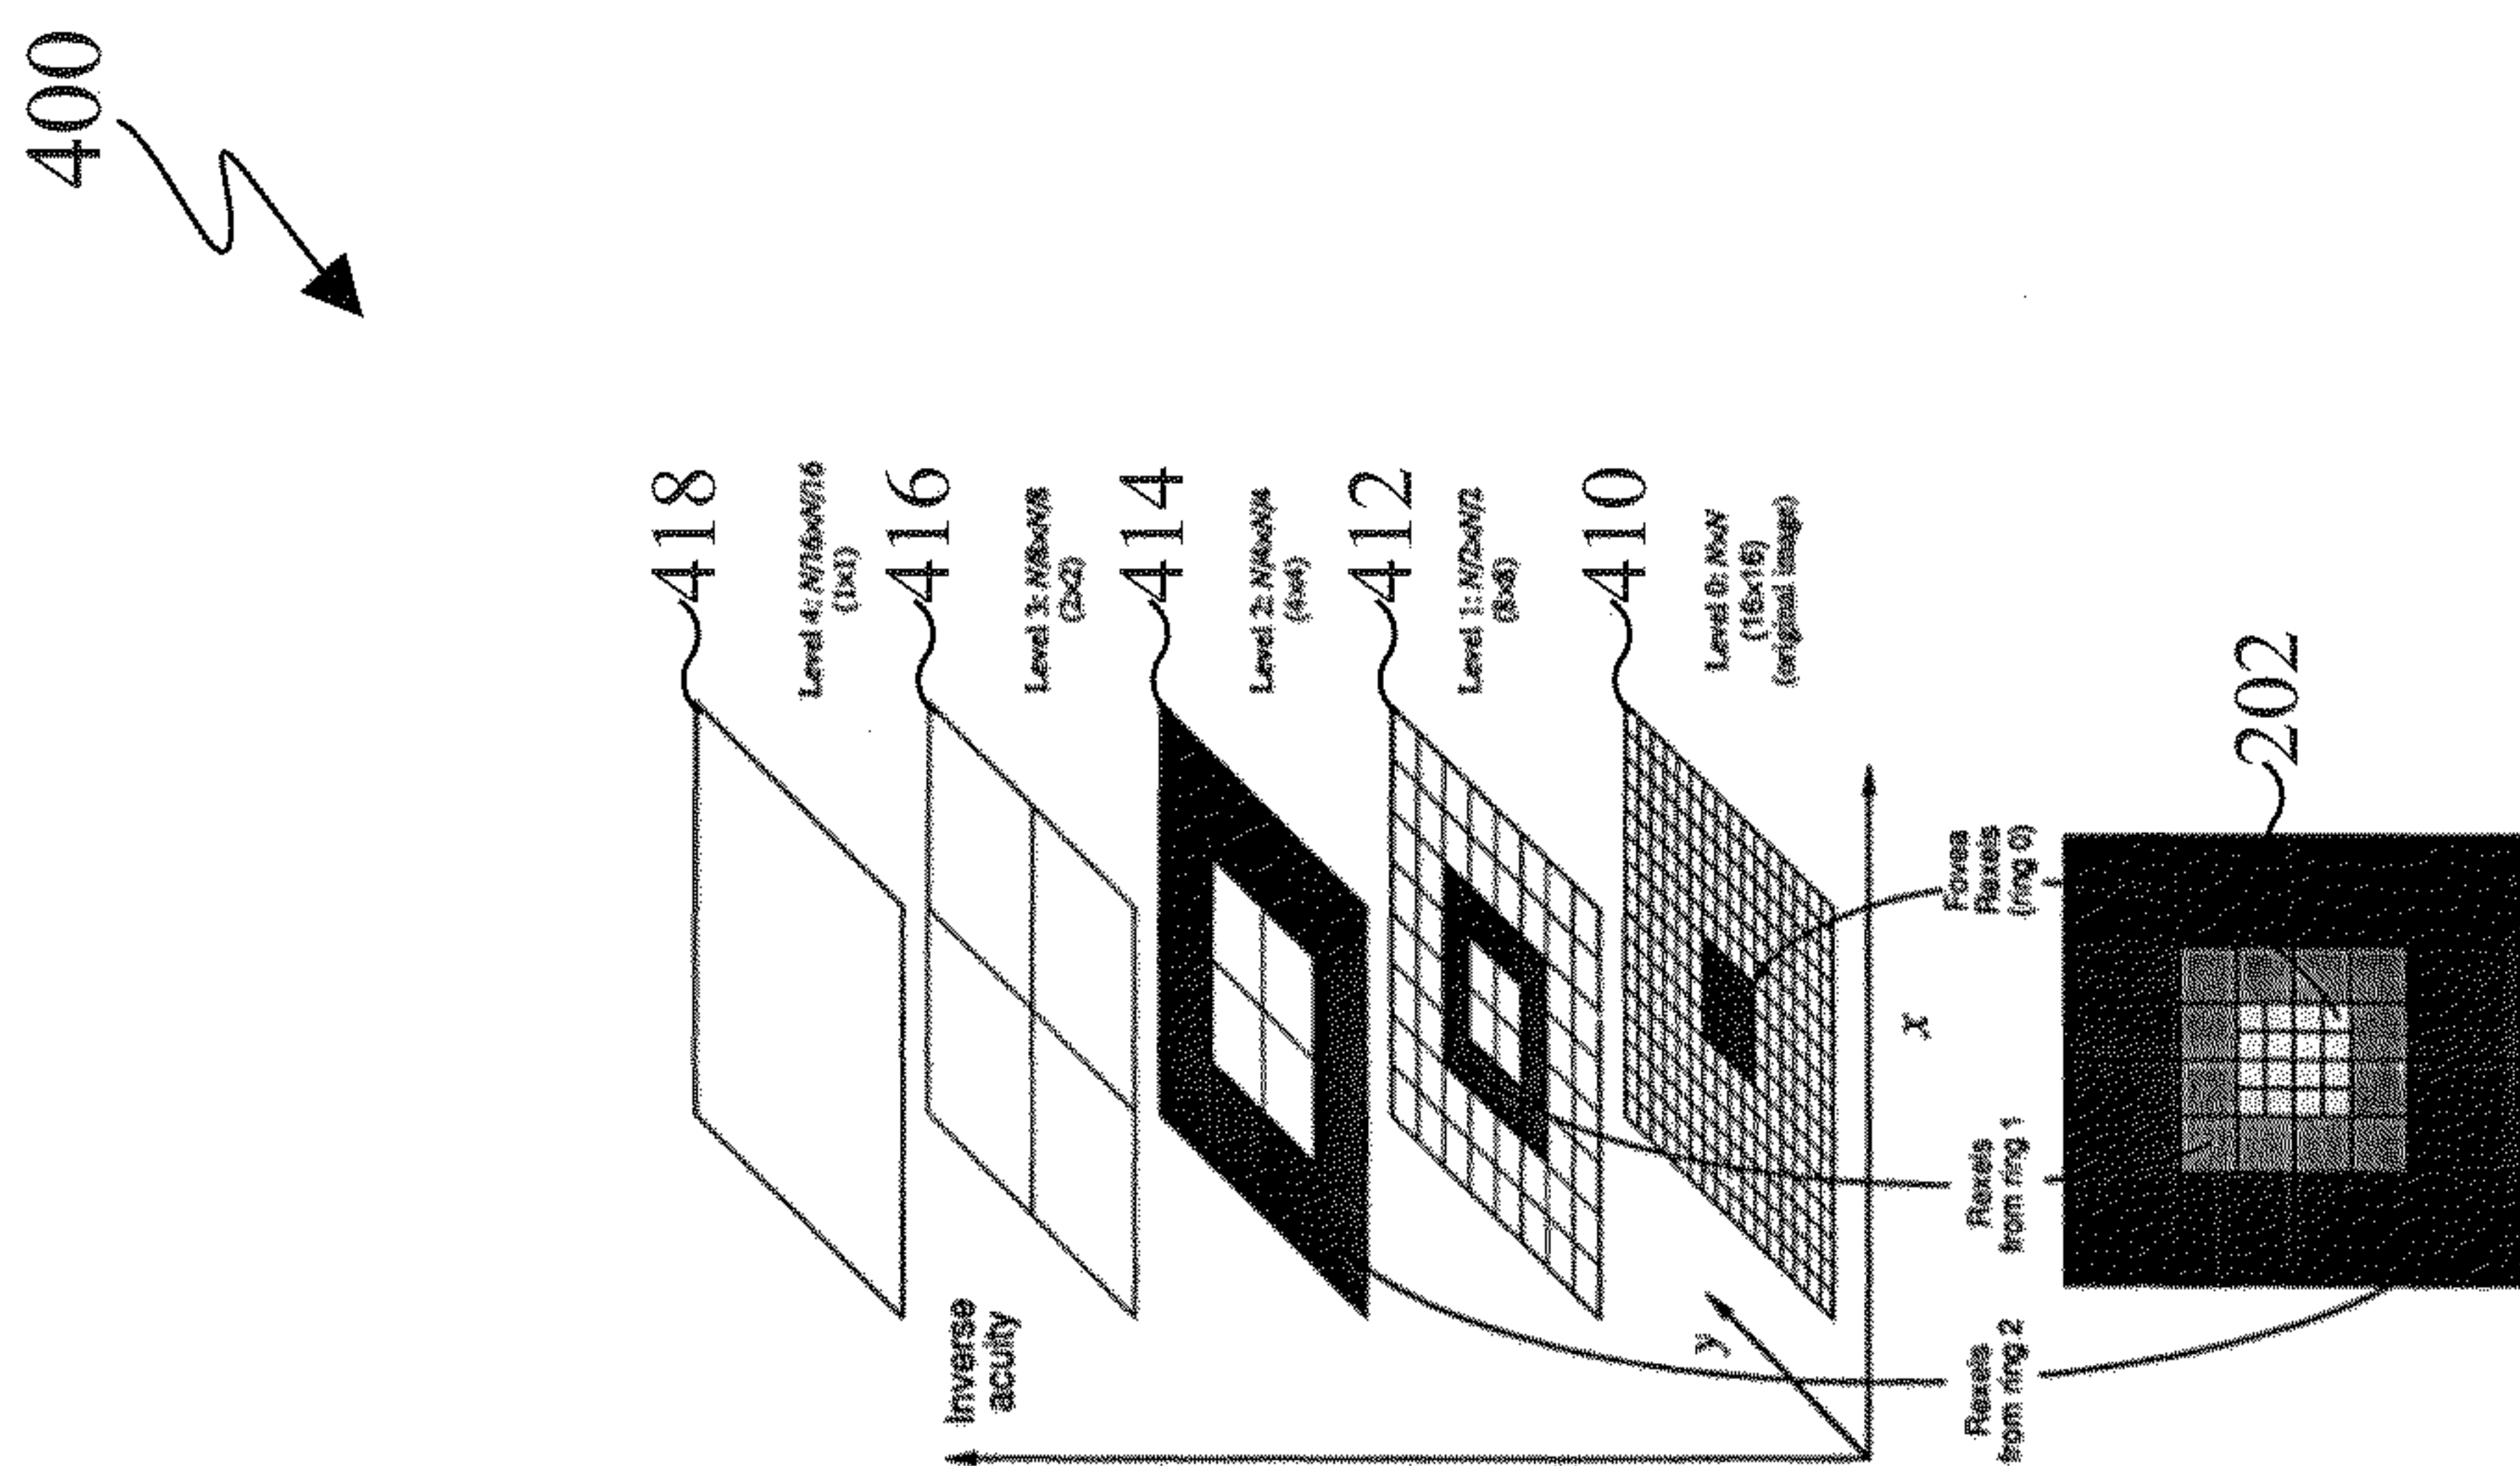 400
418
Level 4: N/16xN/16
(1x1)
416
Level 3: N/8xN/8
(2x2)
414
Level 2: N/4xN/4
(4x4)
412
Level 1: N/2xN/2
(8x8)
410
Level 0: NxN
(16x16)
(original image)
Inverse
acuity
y
x
Fovea
Rexels
(ring 0)
Rexels
from ring 1
Rexels
from ring 2
202